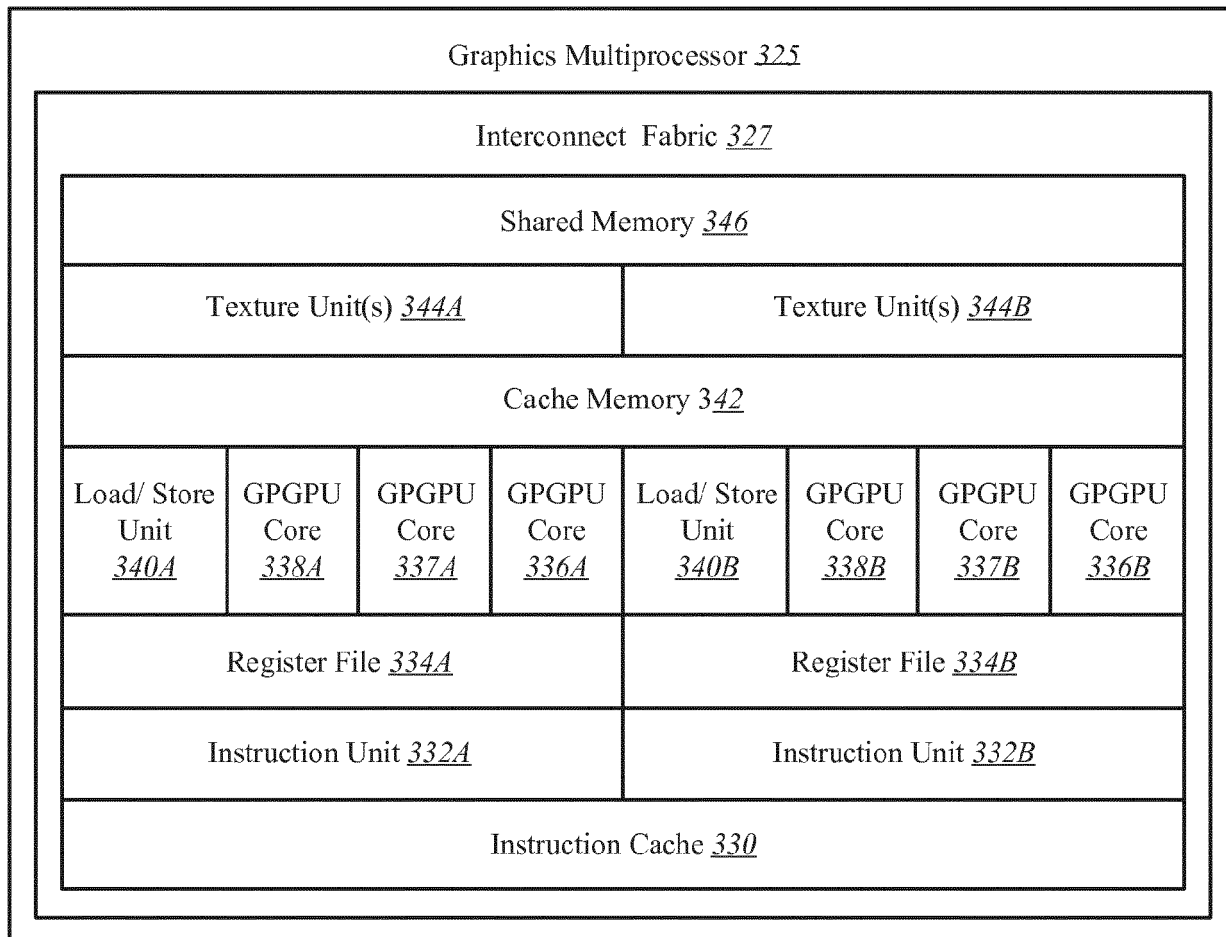 Graphics Multiprocessor 325
Interconnect Fabric 327
Shared Memory 346
Texture Unit(s) 344A
Texture Unit(s) 344B
Cache Memory 342
Load/ Store
Unit
340A
GPGPU
Core
338A
GPGPU
Core
337A
GPGPU
Core
336A
Load/ Store
Unit
340B
GPGPU
Core
338B
GPGPU
Core
337B
GPGPU
Core
336B
Register File 334A
Register File 334B
Instruction Unit 332A
Instruction Unit 332B
Instruction Cache 330